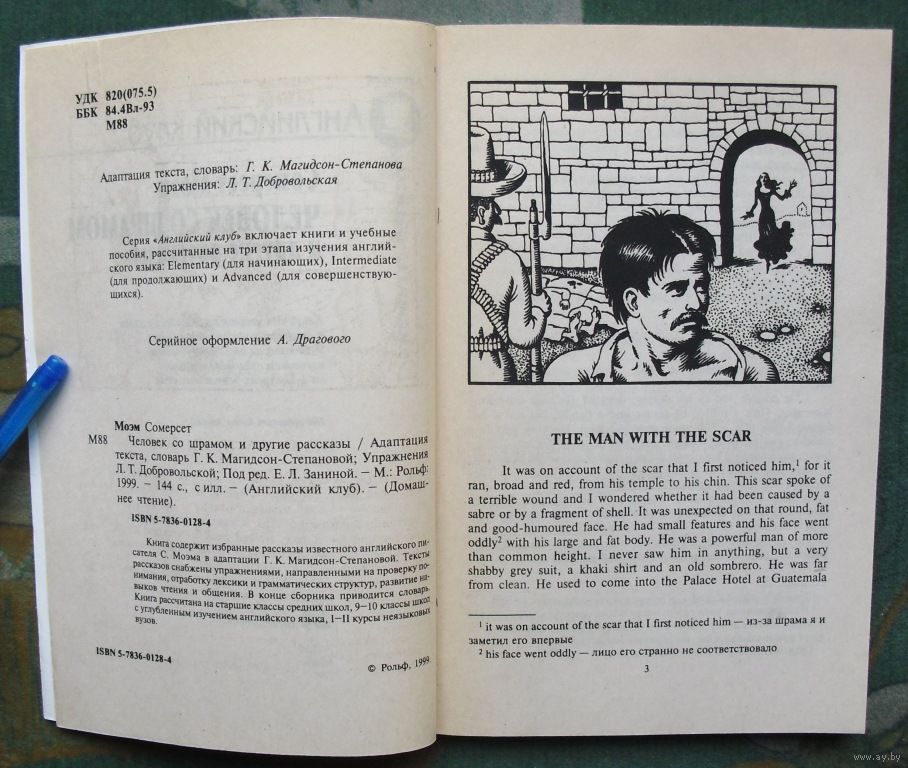 УДК 820(075.5)
ББК 84.4Вл-93
М88
Адаптация текста, словарь: Г. К. Магидсон-Степанова
Упражнения: Л. Т. Добровольская
Серия «Английский клуб» включает книги и учебные
пособия, рассчитанные на три этапа изучения англий-
ского языка: Elementary (для начинающих), Intermediate
(для продолжающих) и Advanced (для совершенствую-
щихся).
Серийное оформление А. Драгового
Моэм Сомерсет
М88 Человек со шрамом и другие рассказы / Адаптация
текста, словарь Г. К. Магидсон-Степановой; Упражнения
Л. Т. Добровольской; Под ред. Е. Л. Заниной. – М.: Рольф:
1999. – 144 с., с илл. – (Английский клуб). – (Домаш-
нее чтение).
ISBN 5-7836-0128-4
Книга содержит избранные рассказы известного английского пи-
сателя С. Моэма в адаптации Г. К. Магидсон-Степановой. Тексты
рассказов снабжены упражнениями, направленными на проверку по-
нимания, отработку лексики и грамматических структур, развитие на-
выков чтения и общения. В конце сборника приводится словарь.
Книга рассчитана на старшие классы средних школ, 9–10 классы школ
с углубленным изучением английского языка, I–II курсы неязыковых
вузов.
ISBN 5-7836-0128-4
© Рольф, 1999
THE MAN WITH THE SCAR
It was on account of the scar that I first noticed him,¹ for it
ran, broad and red, from his temple to his chin. This scar spoke of
a terrible wound and I wondered whether it had been caused by a
sabre or by a fragment of shell. It was unexpected on that round, fat
and good-humoured face. He had small features and his face went
oddly² with his large and fat body. He was a powerful man of more
than common height. I never saw him in anything, but a very
shabby grey suit, a khaki shirt and an old sombrero. He was far
from clean. He used to come into the Palace Hotel at Guatemala
¹ it was on account of the scar that I first noticed him — из-за шрама я и
заметил его впервые
² his face went oddly — лицо его странно не соответствовало
3
www.ay.by